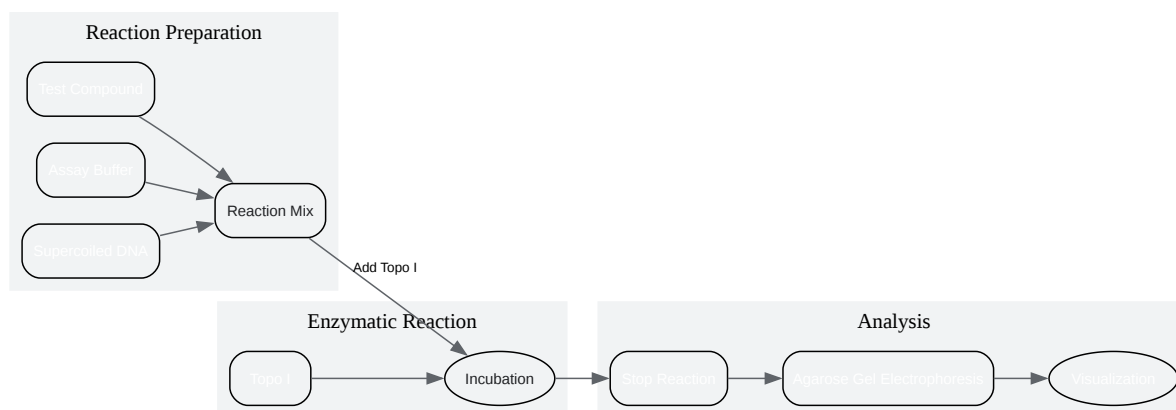 Reaction Preparation
Test Compound
Assay Buffer
Supercoiled DNA
Reaction Mix
Add Topo I
Enzymatic Reaction
Topo I
Incubation
Analysis
Stop Reaction
Agarose Gel Electrophoresis
Visualization